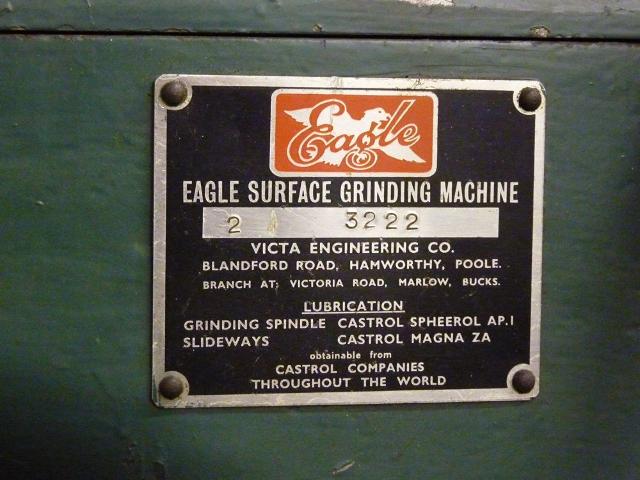 Eagle
EAGLE SURFACE GRINDING MACHINE
2 3222
VICTA ENGINEERING CO.
BLANDFORD ROAD, HAMWORTHY, POOLE.
BRANCH AT: VICTORIA ROAD, MARLOW, BUCKS.
LUBRICATION
GRINDING SPINDLE CASTROL SPHEEROL AP.1
SLIDEWAYS CASTROL MAGNA ZA
obtainable from
CASTROL COMPANIES
THROUGHOUT THE WORLD